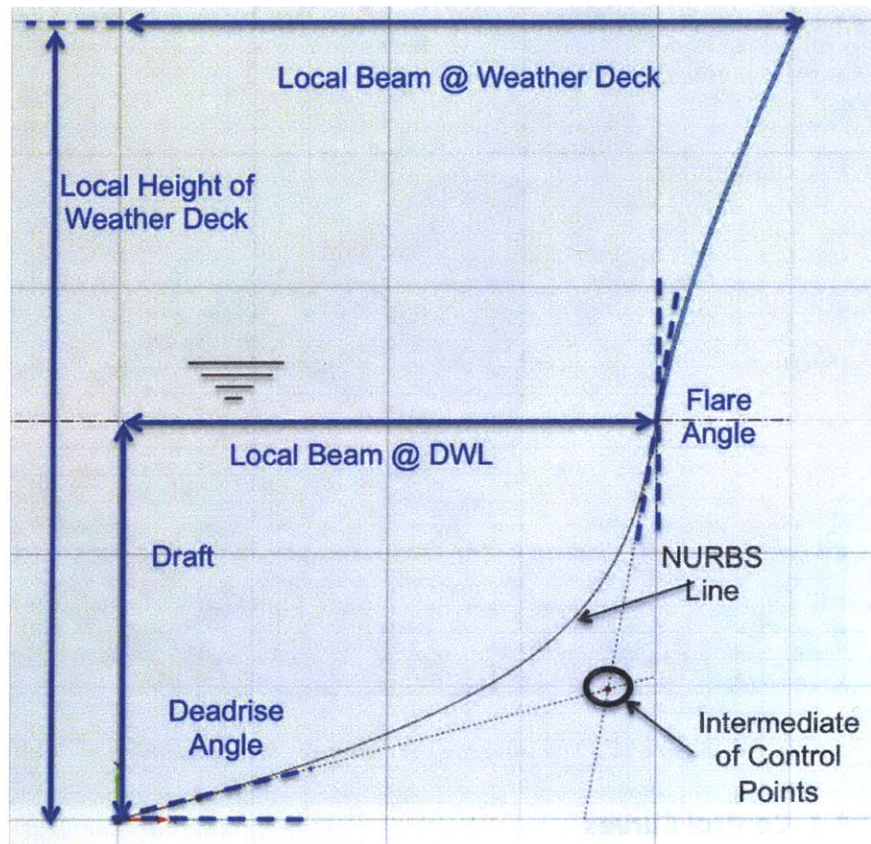 Local Beam @ Weather Deck
Local Height of
Weather Deck
Flare
Angle
Local Beam @ DWL
Draft
NURBS
Line
Deadrise
Angle
Intermediate
of Control
Points